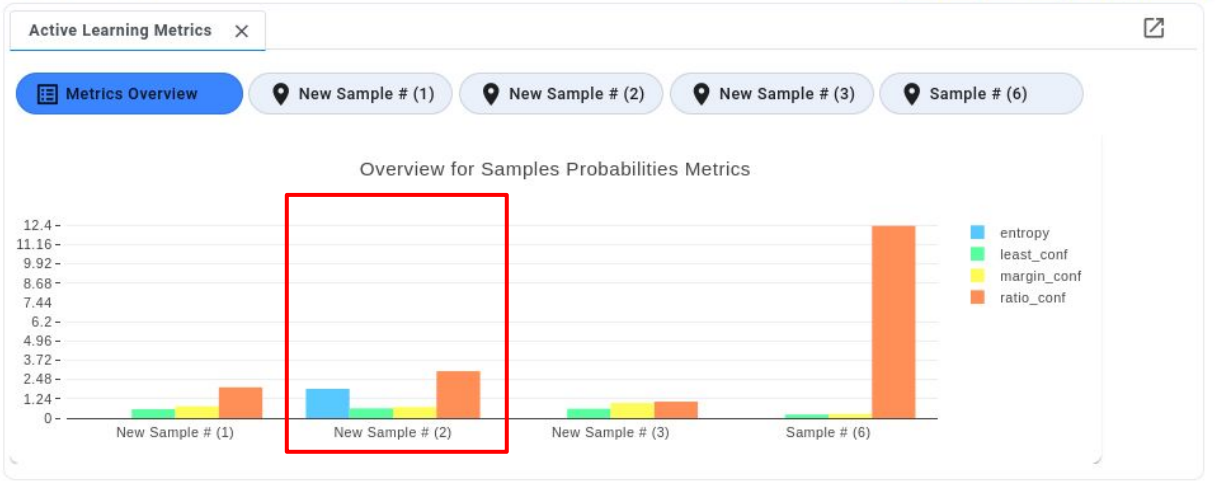 Active Learning Metrics
Metrics Overview
New Sample # (1)
New Sample # (2)
New Sample # (3)
Sample # (6)
Overview for Samples Probabilities Metrics
12.4
11.16
9.92
8.68
7.44
6.2
4.96
3.72
2.48
1.24
0
New Sample # (1)
New Sample # (2)
New Sample # (3)
Sample # (6)
entropy
least_conf
margin_conf
ratio_conf